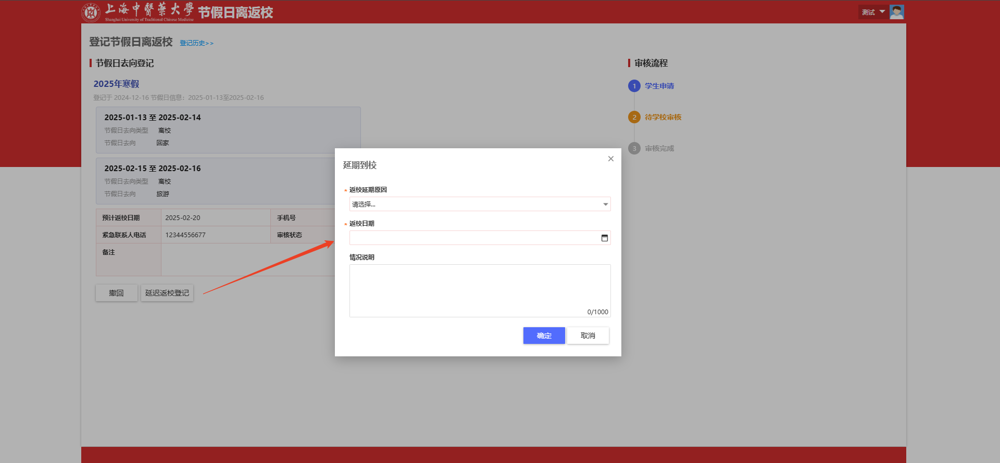 上海中醫藥大學
Shanghai University of Traditional Chinese Medicine
节假日离返校
测试
登记节假日离返校 登记历史>>
节假日去向登记
2025年寒假
登记于 2024-12-16 节假日信息：2025-01-13至2025-02-16
2025-01-13 至 2025-02-14
节假日去向类型 离校
节假日去向 回家
2025-02-15 至 2025-02-16
节假日去向类型 离校
节假日去向 旅游
预计返校日期 2025-02-20 手机号
紧急联系人电话 12344556677 审核状态
备注
撤回 延迟返校登记
审核流程
1 学生申请
2 待学校审核
3 审核完成
延期到校
* 返校延期原因
请选择...
* 返校日期
情况说明
0/1000
确定 取消